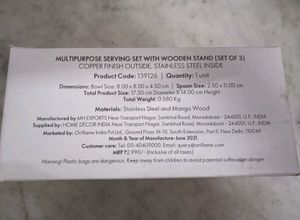 MULTIPURPOSE SERVING SET WITH WOODEN STAND (SET OF 3)
COPPER FINISH OUTSIDE, STAINLESS STEEL INSIDE
Product Code: 139126 | Quantity: 1 unit
Dimensions: Bowl Size: 8.00 x 8.00 x 4.50 cm | Spoon Size: 2.50 x 11.00 cm
Total Product Size: 17.50 cm Diameter X 14.00 cm Height
Total Weight: 0.580 Kg
Materials: Stainless Steel and Mango Wood
Manufactured by: MH EXPORTS Near Transport Nagar, Sambhal Road, Moradabad - 244001, U.P., India
Supplied by: HOME DÉCOR INDIA Near Transport Nagar, Sambhal Road, Moradabad - 244001, U.P., India
Marketer by: Oriflame India Pvt Ltd., Ground Floor, M-10, South Extension, Part II, New Delhi, 110049
Month & Year of Manufacture-June 2021
Customer care: Tel: 011-40409000, Email: query@oriflame.com
MRP ₹2,990/- (Inclusive of all taxes)
Warning! Plastic bags are dangerous. Keep away from children to avoid potential suffocation danger